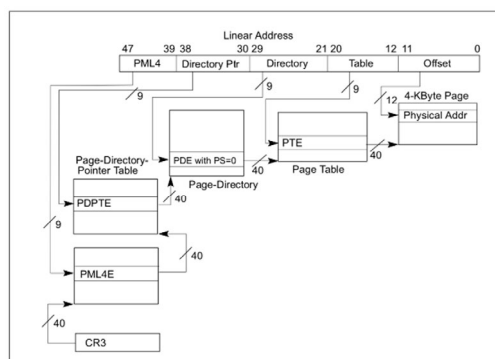 Linear Address
47 39 38 30 29 21 20 12 11 0
PML4 Directory Ptr Directory Table Offset
9 9 9 12 4-KByte Page
Physical Addr
PDE with PS=0 40 PTE 40
Page-Directory Page Table
Page-Directory-
Pointer Table
PDPTE 40
9
PML4E 40
40
CR3